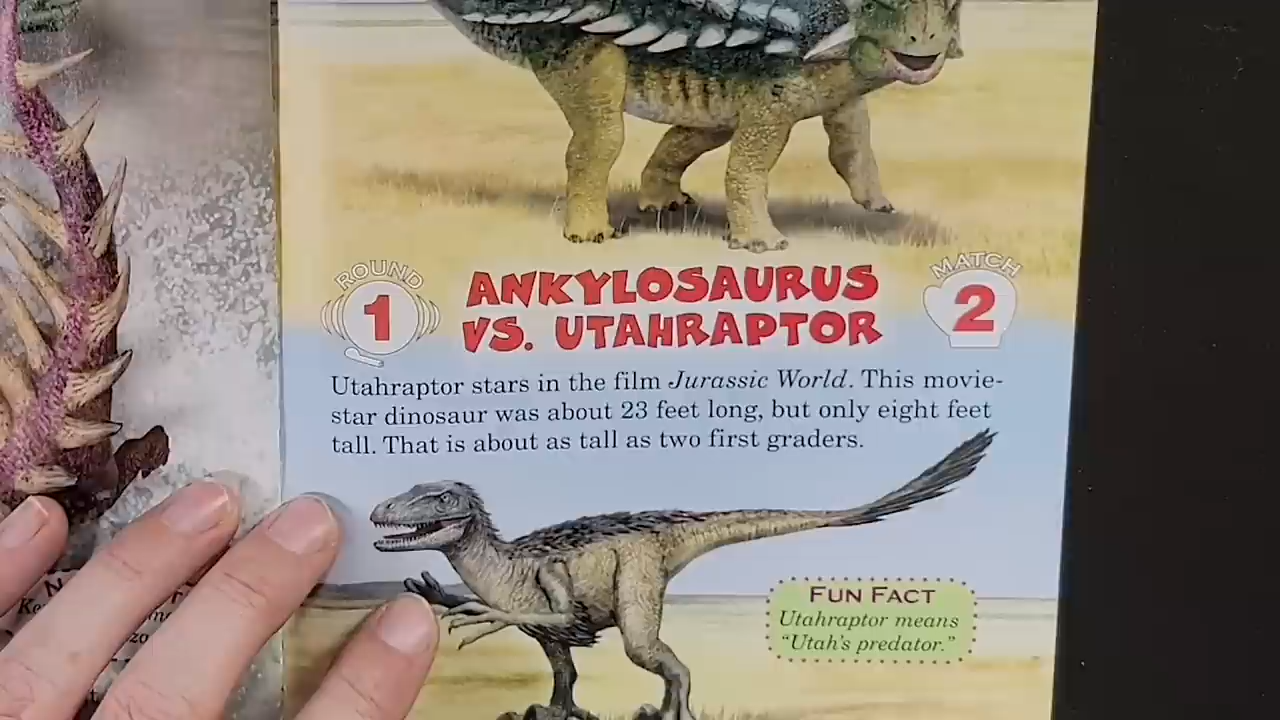 ROUND
1
ANKYLOSAURUS
VS. UTAHRAPTOR
MATCH
2
Utahraptor stars in the film Jurassic World. This movie-
star dinosaur was about 23 feet long, but only eight feet
tall. That is about as tall as two first graders.
FUN FACT
Utahraptor means
"Utah's predator."